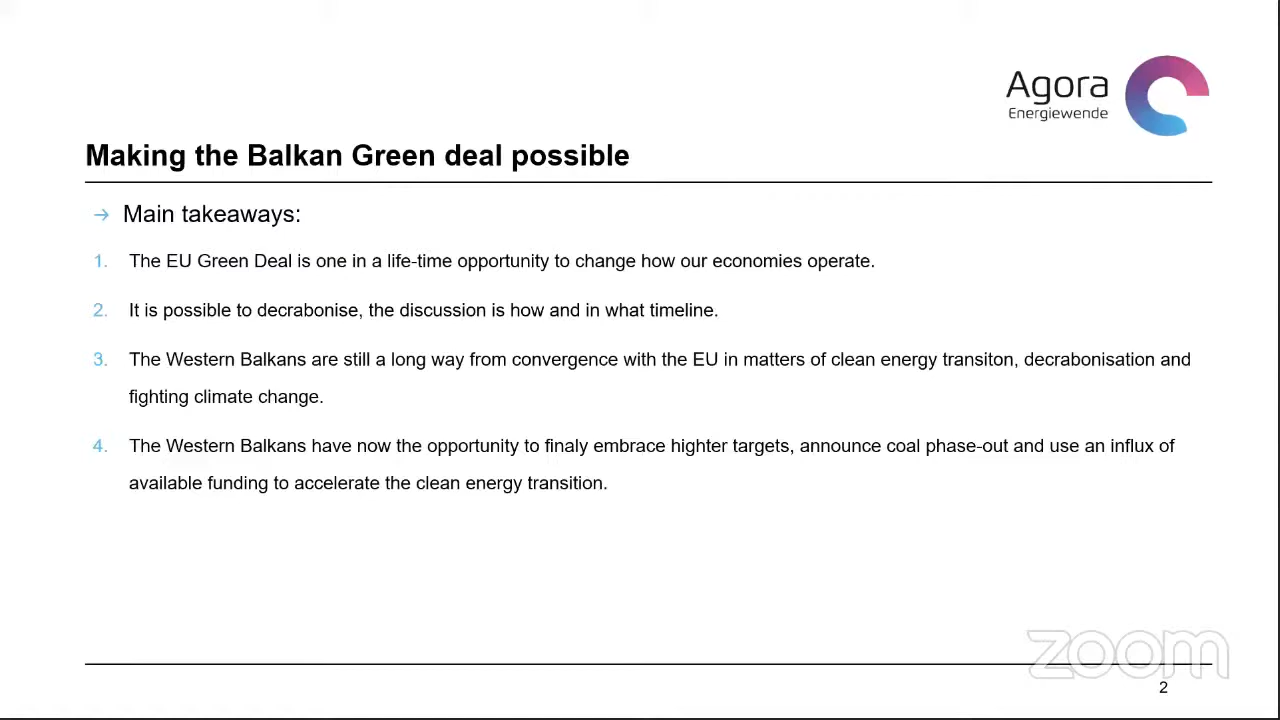 Agora
Energiewende
Making the Balkan Green deal possible
→ Main takeaways:
1. The EU Green Deal is one in a life-time opportunity to change how our economies operate.
2. It is possible to decrabonise, the discussion is how and in what timeline.
3. The Western Balkans are still a long way from convergence with the EU in matters of clean energy transiton, decrabonisation and
fighting climate change.
4. The Western Balkans have now the opportunity to finaly embrace highter targets, announce coal phase-out and use an influx of
available funding to accelerate the clean energy transition.
zoom
2